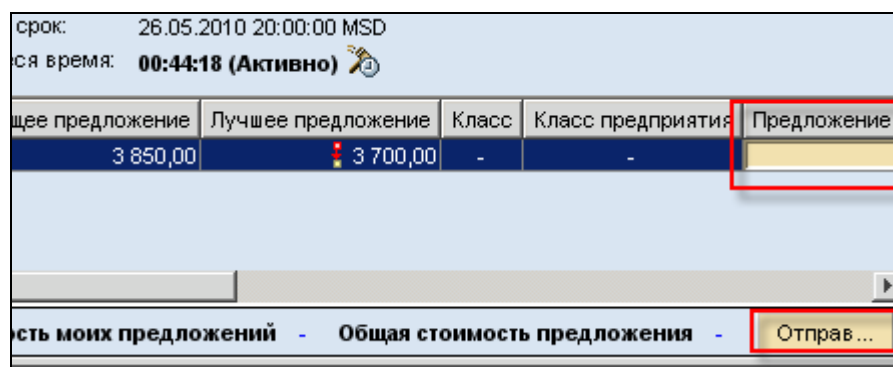 срок: 26.05.2010 20:00:00 MSD
ся время: 00:44:18 (Активно)
щее предложение Лучшее предложение Класс Класс предприятия Предложение
3 850,00 3 700,00 - -
сть моих предложений - Общая стоимость предложения - Отправ...